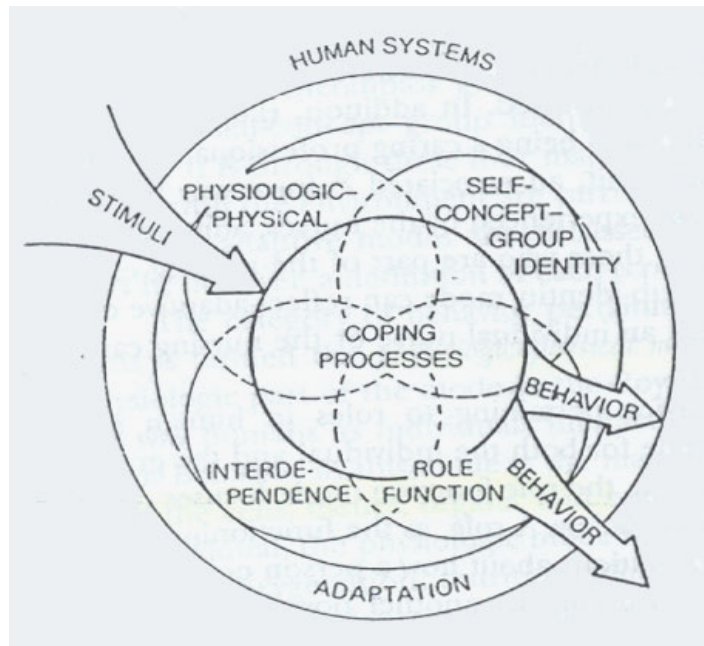 HUMAN SYSTEMS
STIMULI
PHYSIOLOGIC-
PHYSICAL
SELF-
CONCEPT-
GROUP
IDENTITY
COPING
PROCESSES
BEHAVIOR
INTERDE-
PENDENCE
ROLE
FUNCTION
BEHAVIOR
ADAPTATION